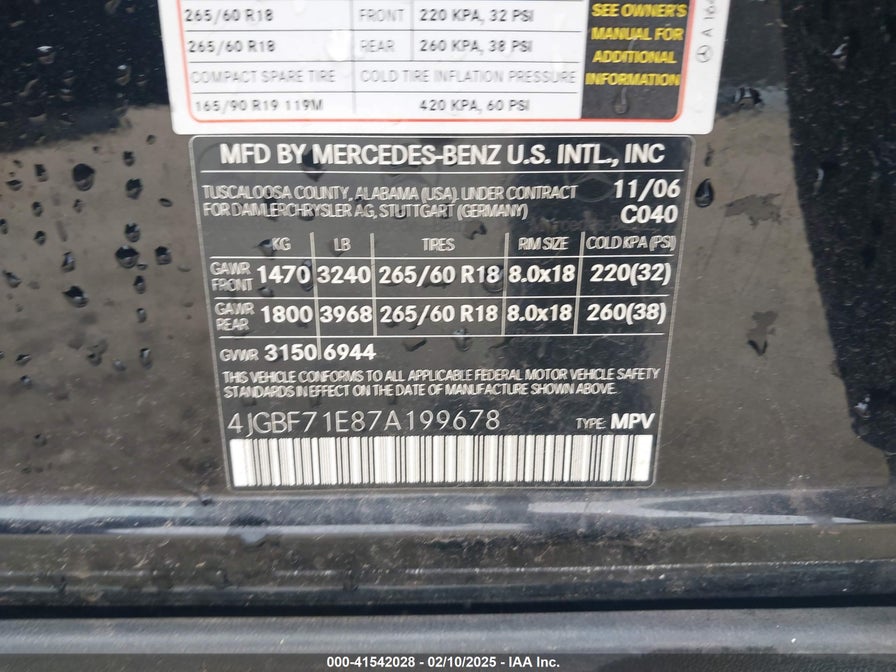 265/60 R18 FRONT 220 KPA, 32 PSI
265/60 R18 REAR 260 KPA, 38 PSI
COMPACT SPARE TIRE COLD TIRE INFLATION PRESSURE
165/90 R19 119M 420 KPA, 60 PSI
SEE OWNER'S
MANUAL FOR
ADDITIONAL
INFORMATION
MFD BY MERCEDES-BENZ U.S. INTL., INC
TUSCALOOSA COUNTY, ALABAMA (USA). UNDER CONTRACT 11/06
FOR DAIMLERCHRYSLER AG, STUTTGART (GERMANY) C040
KG LB TIRES RIM SIZE COLD KPA (PSI)
GAWR FRONT 1470 3240 265/60 R18 8.0x18 220(32)
GAWR REAR 1800 3968 265/60 R18 8.0x18 260(38)
GVWR 3150 6944
THIS VEHICLE CONFORMS TO ALL APPLICABLE FEDERAL MOTOR VEHICLE SAFETY
STANDARDS IN EFFECT ON THE DATE OF MANUFACTURE SHOWN ABOVE.
4JGBF71E87A199678 TYPE: MPV
000-41542028 - 02/10/2025 - IAA Inc.